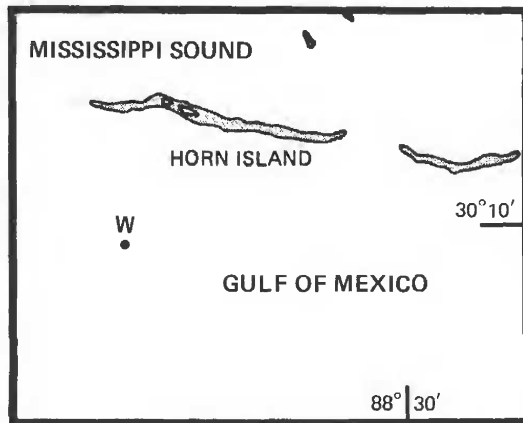 MISSISSIPPI SOUND
HORN ISLAND
30°10'
W
GULF OF MEXICO
88° 30'